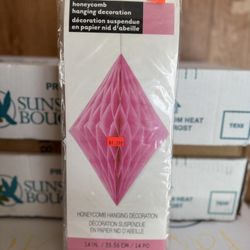 honeycomb
hanging decoration
décoration suspendue
en papier nid d'abeille
SUNS
BOUQ
HEAT
ROST
HONEYCOMB HANGING DECORATION
DÉCORATION SUSPENDUE
EN PAPIER NID D'ABEILLE
14 IN. / 35.56 CM / 14 PO